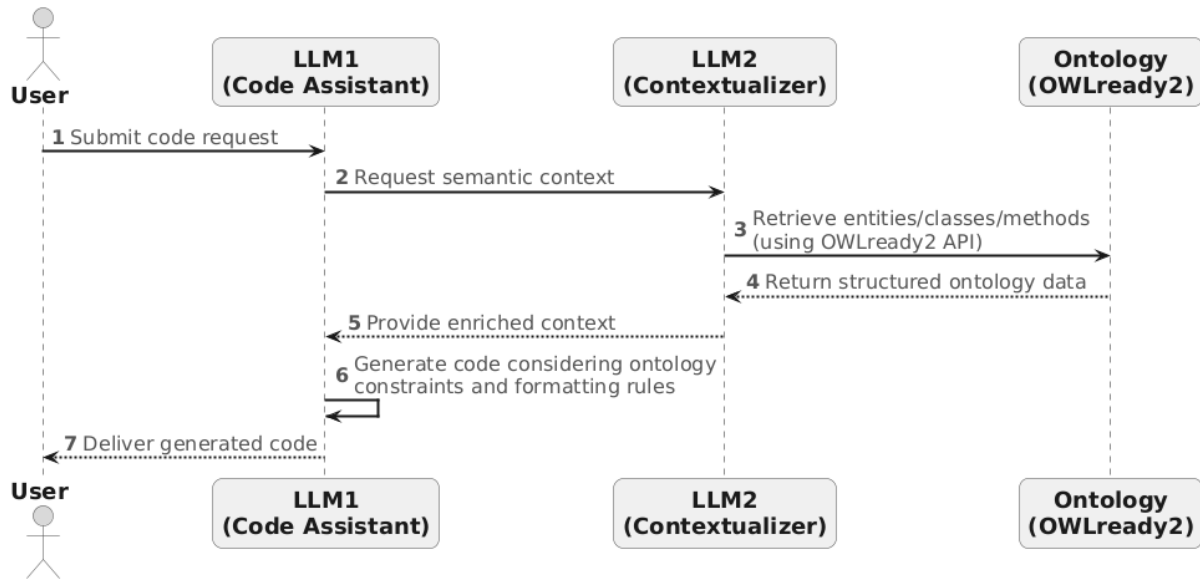 LLM1
(Code Assistant)
LLM2
(Contextualizer)
Ontology
(OWLready2)
User
1 Submit code request
2 Request semantic context
3 Retrieve entities/classes/methods
(using OWLready2 API)
4 Return structured ontology data
5 Provide enriched context
6 Generate code considering ontology
constraints and formatting rules
7 Deliver generated code
User
LLM1
(Code Assistant)
LLM2
(Contextualizer)
Ontology
(OWLready2)